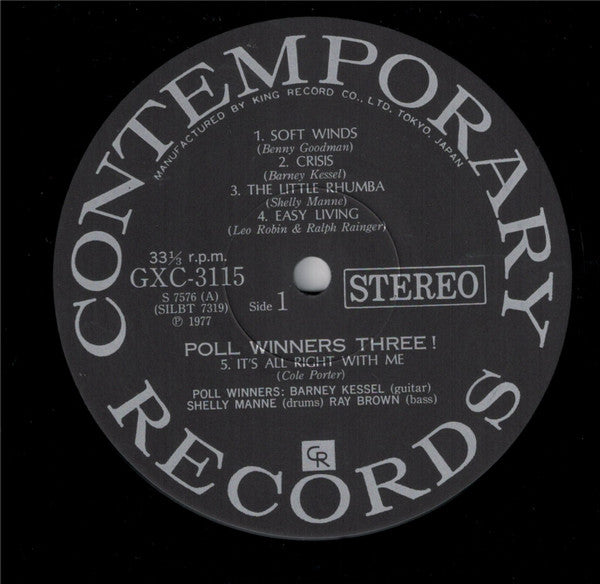 CONTEMPORARY
MANUFACTURED BY KING RECORD CO., LTD. TOKYO, JAPAN
1. SOFT WINDS
(Benny Goodman)
2. CRISIS
(Barney Kessel)
3. THE LITTLE RHUMBA
(Shelly Manne)
4. EASY LIVING
(Leo Robin & Ralph Rainger)
33⅓ r.p.m.
GXC-3115
S 7576 (A)
(SILBT 7319)
℗ 1977
Side 1
STEREO
POLL WINNERS THREE!
5. IT'S ALL RIGHT WITH ME
(Cole Porter)
POLL WINNERS: BARNEY KESSEL (guitar)
SHELLY MANNE (drums) RAY BROWN (bass)
CR
RECORDS